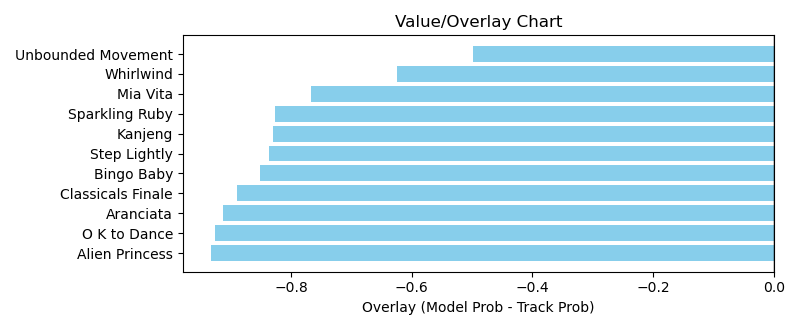 Value/Overlay Chart
Unbounded Movement
Whirlwind
Mia Vita
Sparkling Ruby
Kanjeng
Step Lightly
Bingo Baby
Classicals Finale
Aranciata
O K to Dance
Alien Princess
−0.8 −0.6 −0.4 −0.2 0.0
Overlay (Model Prob - Track Prob)